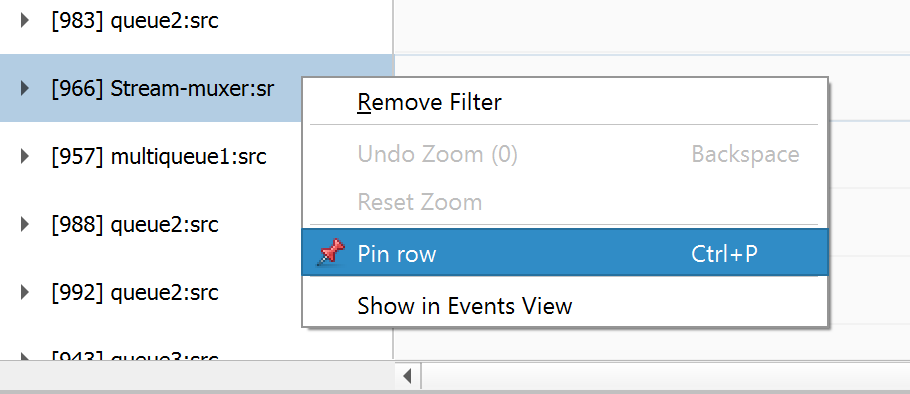 [983] queue2:src
[966] Stream-muxer:sr
Remove Filter
[957] multiqueue1:src
Undo Zoom (0) Backspace
Reset Zoom
[988] queue2:src
Pin row Ctrl+P
[992] queue2:src
Show in Events View
[943] queue3:src